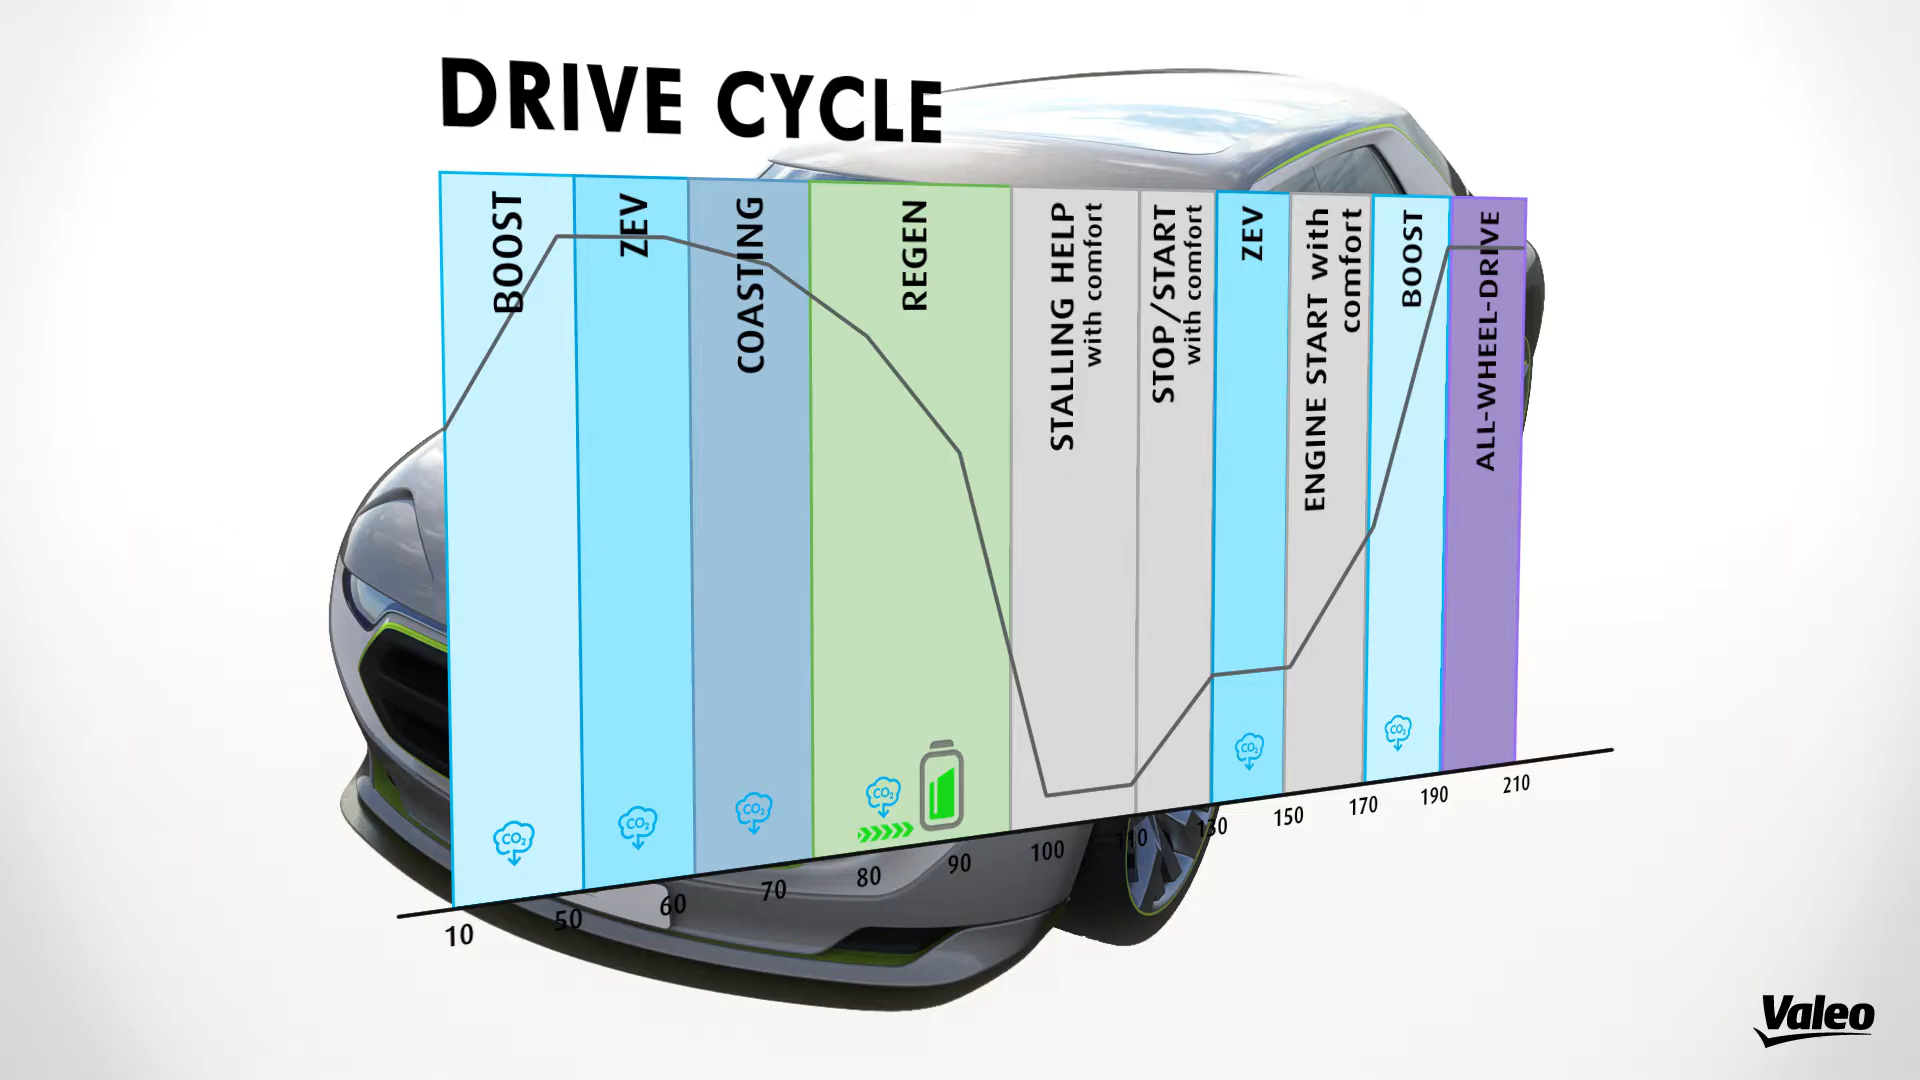 DRIVE CYCLE
BOOST
ZEV
COASTING
REGEN
STALLING HELP
with comfort
STOP/START
with comfort
ZEV
ENGINE START with
comfort
BOOST
ALL-WHEEL-DRIVE
CO₂
CO₂
CO₂
CO₂
CO₂
CO₂
10
50
60
70
80
90
100
110
130
150
170
190
210
Valeo